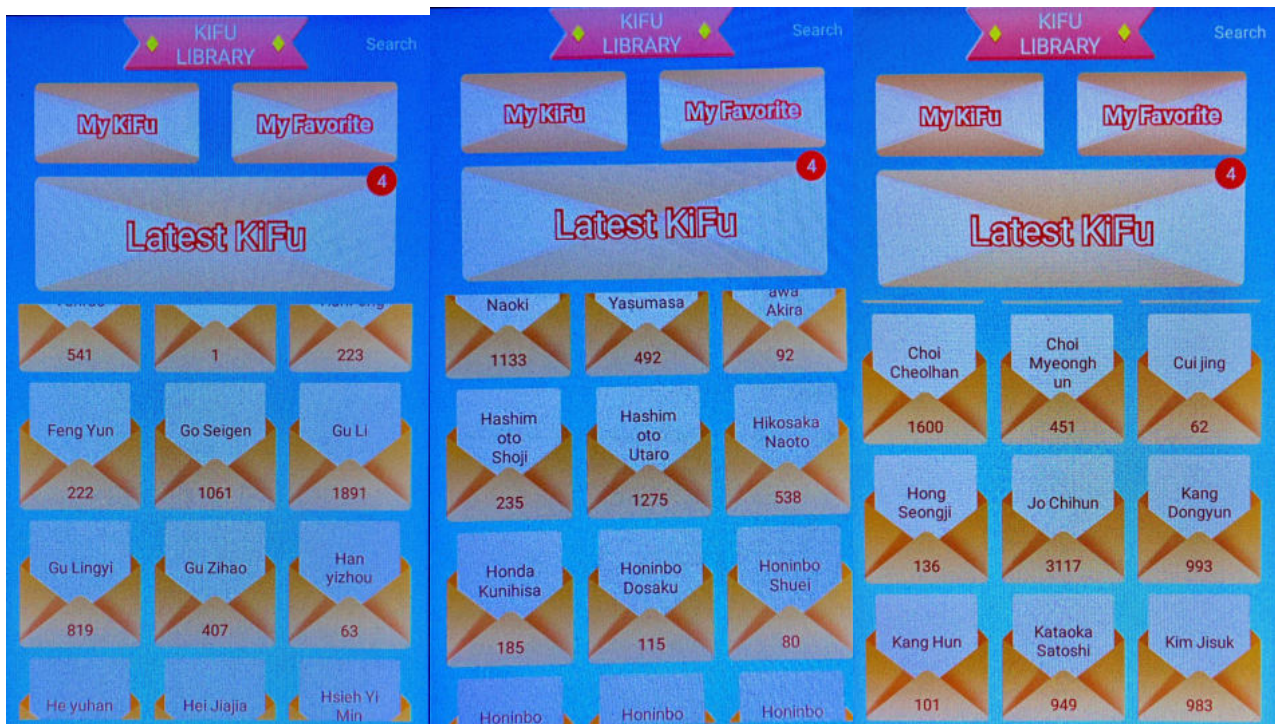 KIFU
LIBRARY
Search
My KiFu
My Favorite
4
Latest KiFu
541
1
223
Feng Yun
222
Go Seigen
1061
Gu Li
1891
Gu Lingyi
819
Gu Zihao
407
Han
yizhou
63
He yuhan
Hei Jiajia
Hsieh Yi
Min
KIFU
LIBRARY
Search
My KiFu
My Favorite
4
Latest KiFu
Naoki
1133
Yasumasa
492
awa
Akira
92
Hashim
oto
Shoji
235
Hashim
oto
Utaro
1275
Hikosaka
Naoto
538
Honda
Kunihisa
185
Honinbo
Dosaku
115
Honinbo
Shuei
80
Honinbo
Honinbo
Honinbo
KIFU
LIBRARY
Search
My KiFu
My Favorite
4
Latest KiFu
Choi
Cheolhan
1600
Choi
Myeongh
un
451
Cui jing
62
Hong
Seongji
136
Jo Chihun
3117
Kang
Dongyun
993
Kang Hun
101
Kataoka
Satoshi
949
Kim Jisuk
983